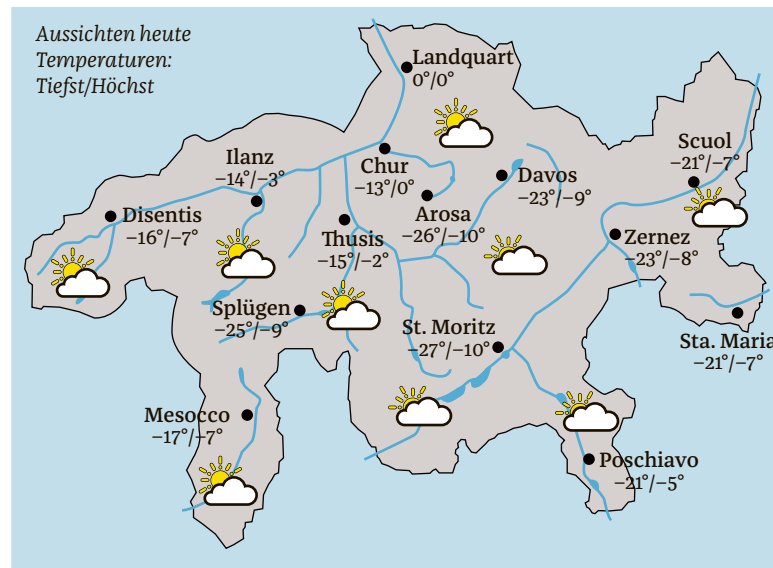 Aussichten heute
Temperaturen:
Tiefst/Höchst
Landquart
0°/0°
Scuol
−21°/−7°
Ilanz
−14°/−3°
Chur
−13°/0°
Davos
−23°/−9°
Arosa
−26°/−10°
Disentis
−16°/−7°
Thusis
−15°/−2°
Zernez
−23°/−8°
Splügen
−25°/−9°
St. Moritz
−27°/−10°
Sta. Maria
−21°/−7°
Mesocco
−17°/−7°
Poschiavo
−21°/−5°